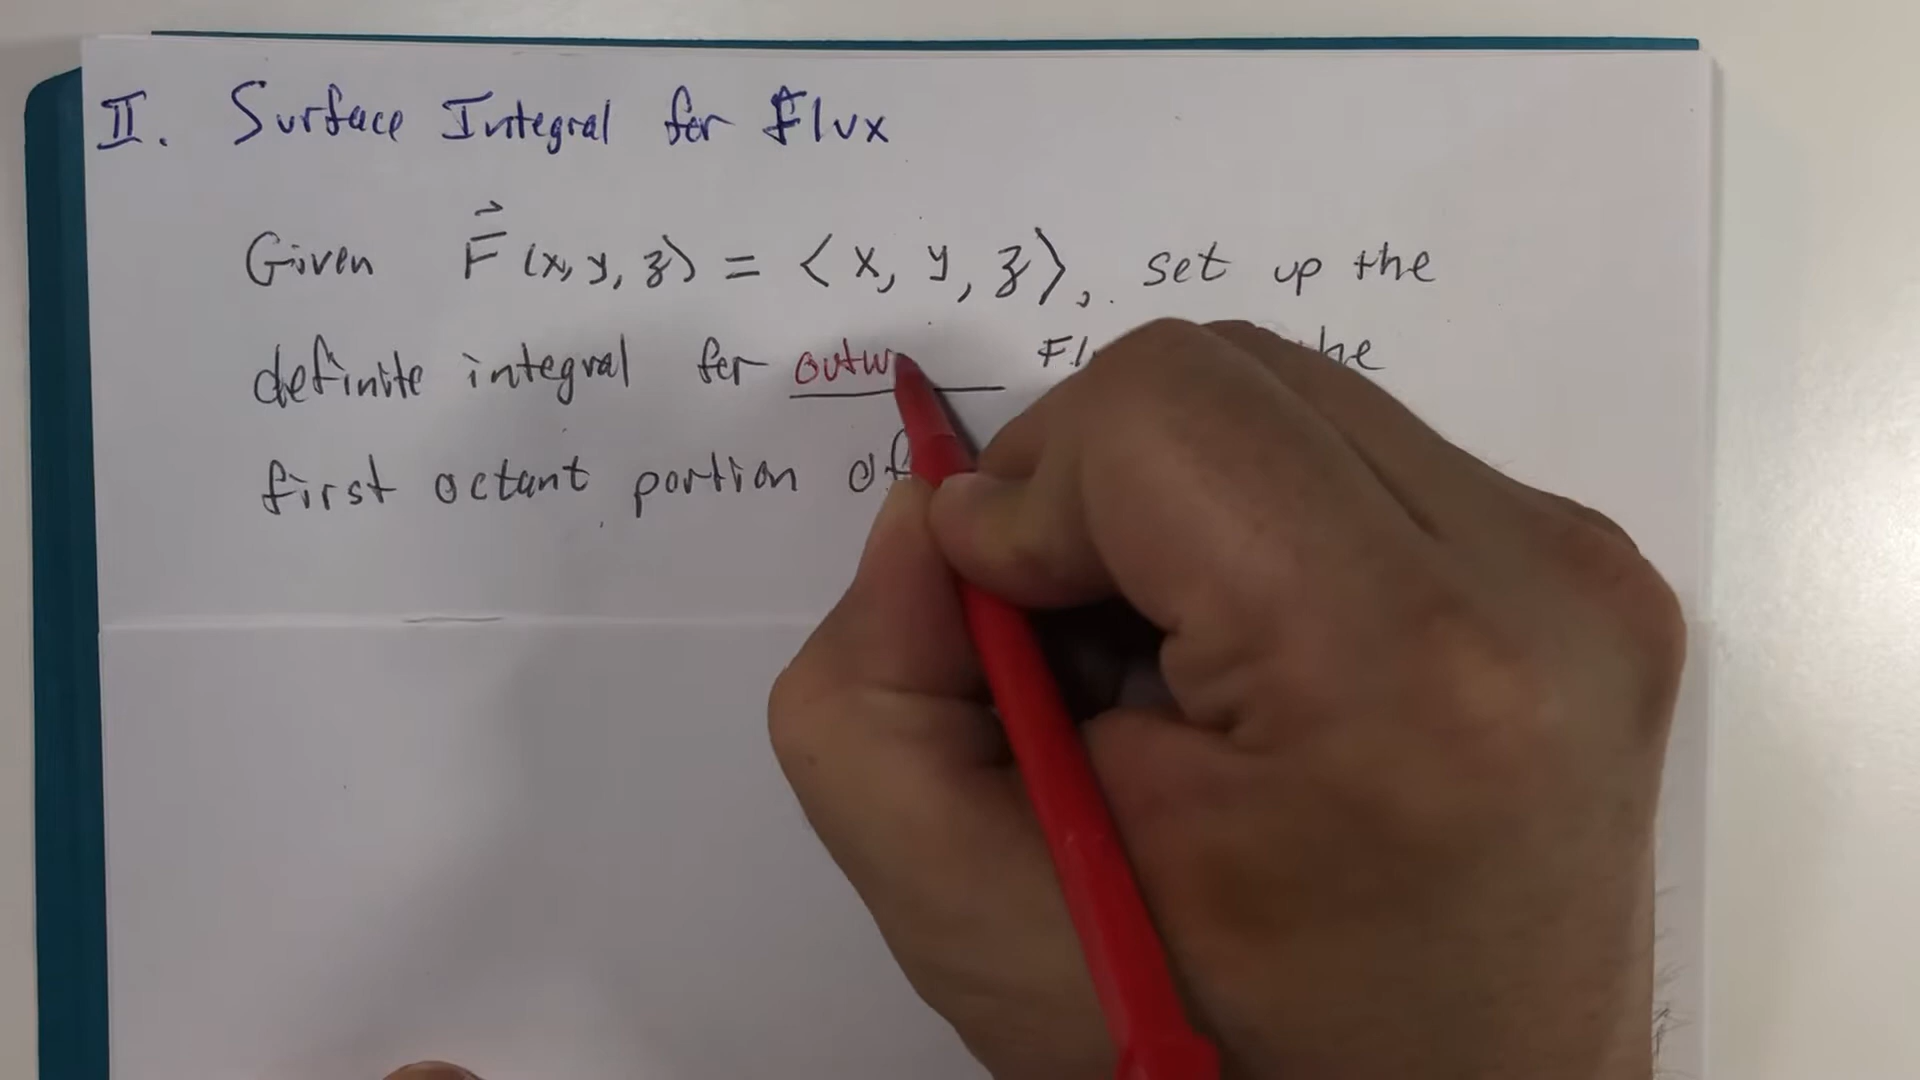 II. Surface Integral for Flux
Given F⃗(x, y, z) = ⟨x, y, z⟩, set up the
definite integral for outw
first octant portion of